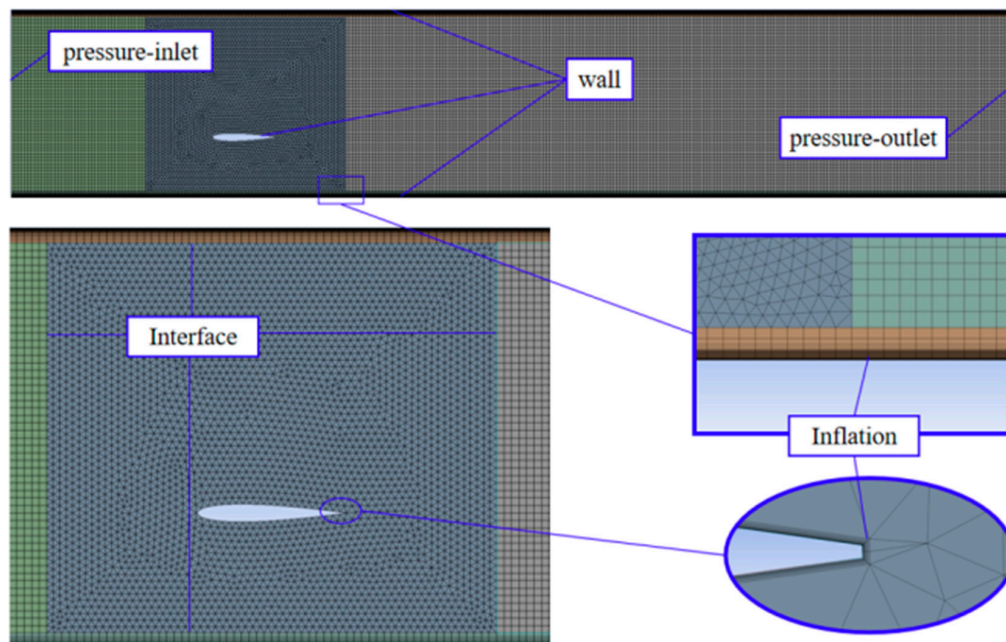 pressure-inlet
wall
pressure-outlet
Interface
Inflation